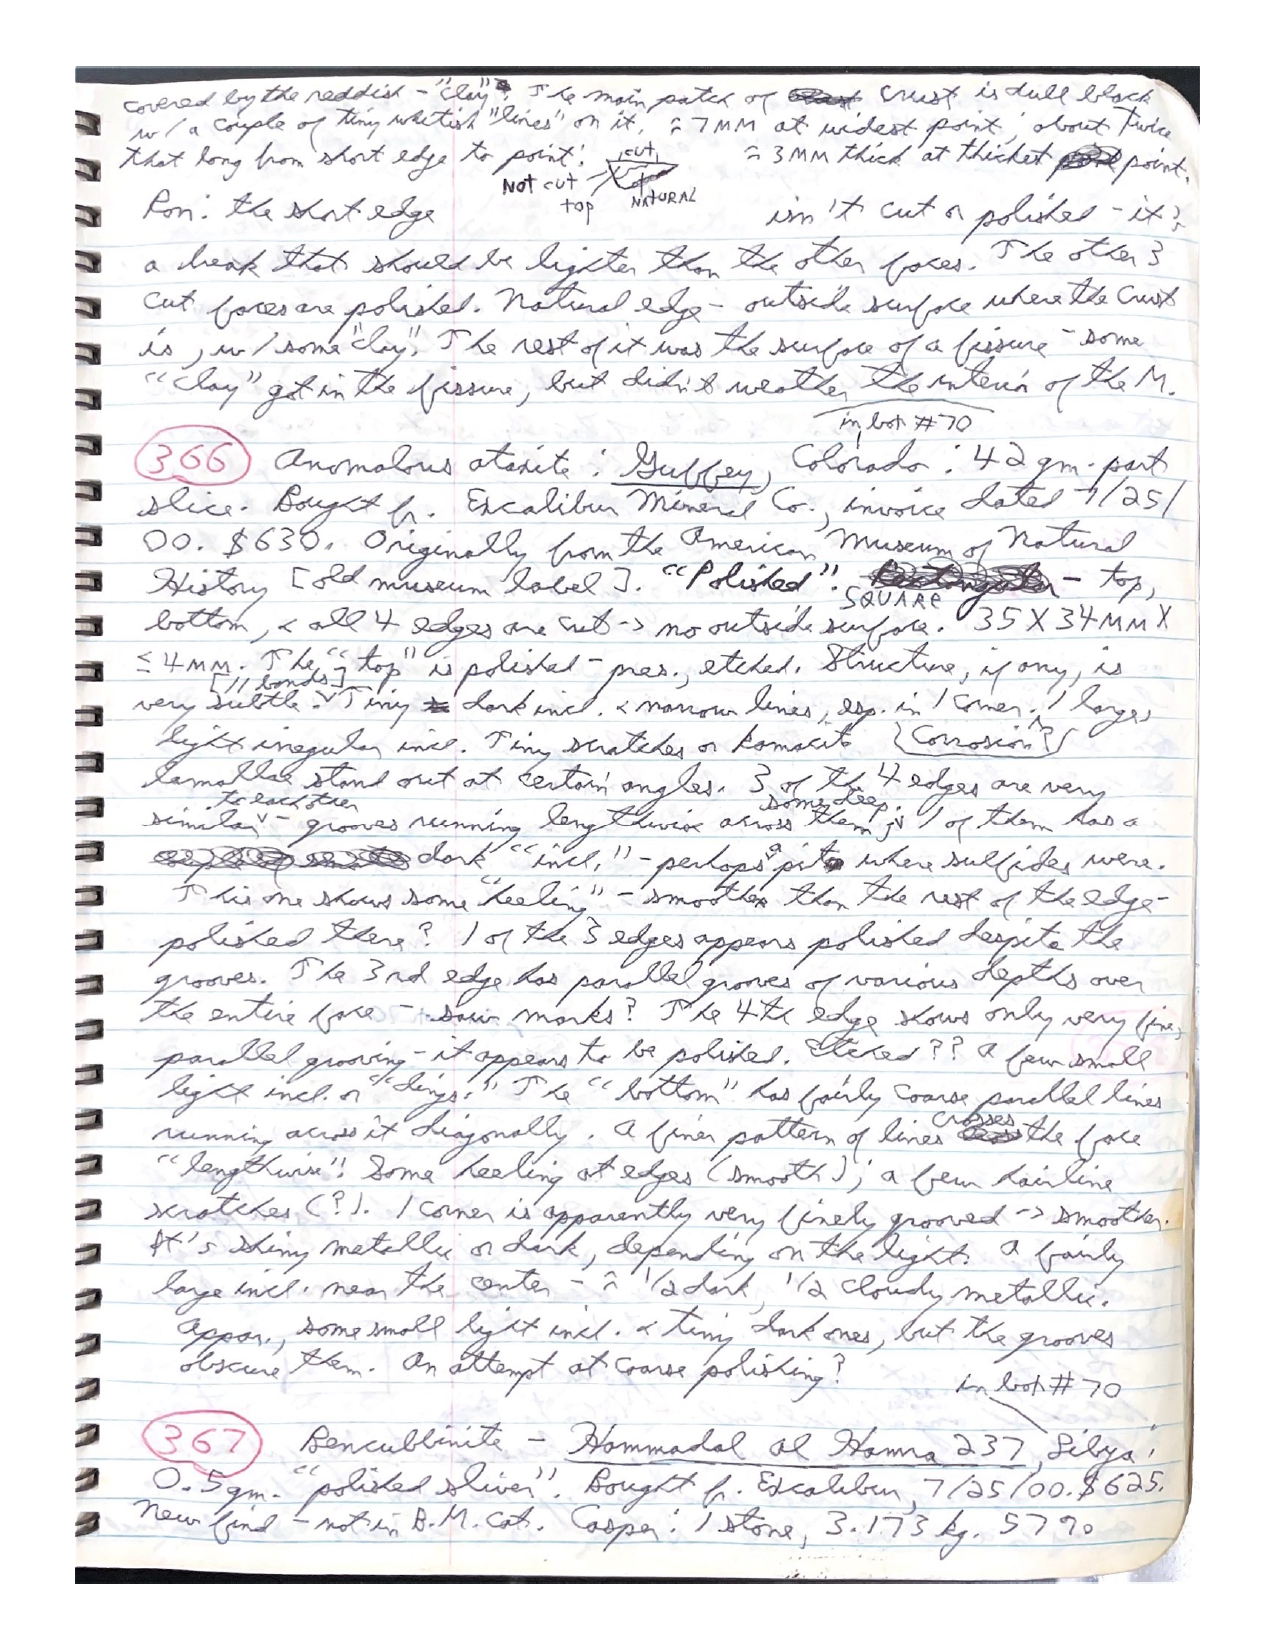 covered by the reddish - "clay". The main patch of crust is dull black
w/ a couple of tiny whitish "lines" on it. ≈ 7MM at widest point; about twice
that long from short edge to point: ≈ 3MM thick at thickest point.
cut
Not cut
top
NATURAL
Ron: the short edge isn't cut or polished - it's
a break that should be lighter than the other faces. The other 3
cut faces are polished. Natural edge - outside surface where the crust
is, w/ some "clay". The rest of it was the surface of a fissure - some
"clay" got in the fissure, but didn't weather the interior of the M.
in bot #70
366 Anomalous ataxite: Guffey, Colorado: 42 gm. part
slice. Bought fr. Excalibur Mineral Co., invoice dated 7/25/
00. $630. Originally from the American Museum of Natural
History [old museum label]. "Polished". SQUARE - top,
bottom, & all 4 edges are cut → no outside surface. 35 X 34MM X
≤ 4MM. The "top" is polished - pres., etched. Structure, if any, is
[// bands]
very subtle. Tiny dark incl. & narrow lines, esp. in 1 corner. 1 large,
light irregular incl. Tiny scratches or kamacite {Corrosion?}
lamallae stand out at certain angles. 3 of the 4 edges are very
to each other some deep.
similar - grooves running lengthwise across them; 1 of them has a
dark "incl." - perhaps a pit where sulfides were.
This one shows some "heeling" - smoother than the rest of the edge -
polished there? 1 of the 3 edges appears polished despite the
grooves. The 3rd edge has parallel grooves of various depths over
the entire face - saw marks? The 4th edge shows only very fine,
parallel grooving - it appears to be polished. Etched?? A few small
light incl. or "dings." The "bottom" has fairly coarse parallel lines
running across it diagonally. A finer pattern of lines crosses the face
"lengthwise". Some heeling at edges (smooth); a few hairline
scratches (?). 1 corner is apparently very finely grooved → smoother.
It's shiny metallic or dark, depending on the light. A fairly
large incl. near the center - ≈ 1/2 dark, 1/2 cloudy metallic.
Appar., some small light incl. & tiny dark ones, but the grooves
obscure them. An attempt at coarse polishing?
in bot. #70
367 Bencubbinite - Hammadal al Hamra 237, Libya:
0.5 gm. "polished sliver". Bought fr. Excalibur, 7/25/00. $625.
New find - not in B.M. Cat. Casper: 1 stone, 3.173 kg. 57%